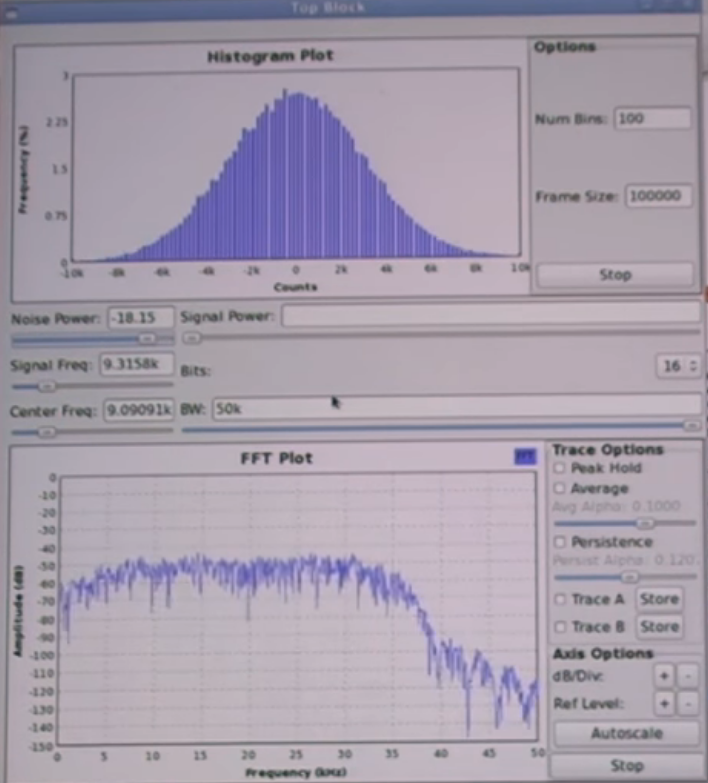 Top Block
Histogram Plot
Options
3
2.25
1.5
0.75
0
Frequency (%)
-10k -8k -6k -4k -2k 0 2k 4k 6k 8k 10k
Counts
Num Bins: 100
Frame Size: 100000
Stop
Noise Power: -18.15 Signal Power:
Signal Freq: 9.3158k Bits: 16
Center Freq: 9.09091k BW: 50k
FFT Plot
FFT
0
-10
-20
-30
-40
-50
-60
-70
-80
-90
-100
-110
-120
-130
-140
-150
Amplitude (dB)
0 5 10 15 20 25 30 35 40 45 50
Frequency (kHz)
Trace Options
Peak Hold
Average
Avg Alpha: 0.1000
Persistence
Persist Alpha: 0.120
Trace A Store
Trace B Store
Axis Options
dB/Div: + -
Ref Level: + -
Autoscale
Stop